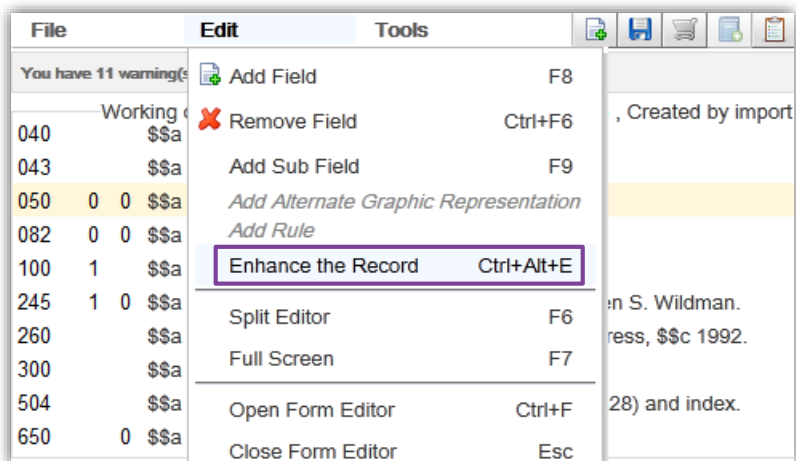 File Edit Tools
You have 11 warning(s
Add Field F8
Working , Created by import
Remove Field Ctrl+F6
040 $$a
043 $$a Add Sub Field F9
050 0 0 $$a Add Alternate Graphic Representation
082 0 0 $$a Add Rule
100 1 $$a Enhance the Record Ctrl+Alt+E
245 1 0 $$a en S. Wildman.
Split Editor F6
260 $$a ress, $$c 1992.
300 $$a Full Screen F7
504 $$a Open Form Editor Ctrl+F 28) and index.
650 0 $$a Close Form Editor Esc